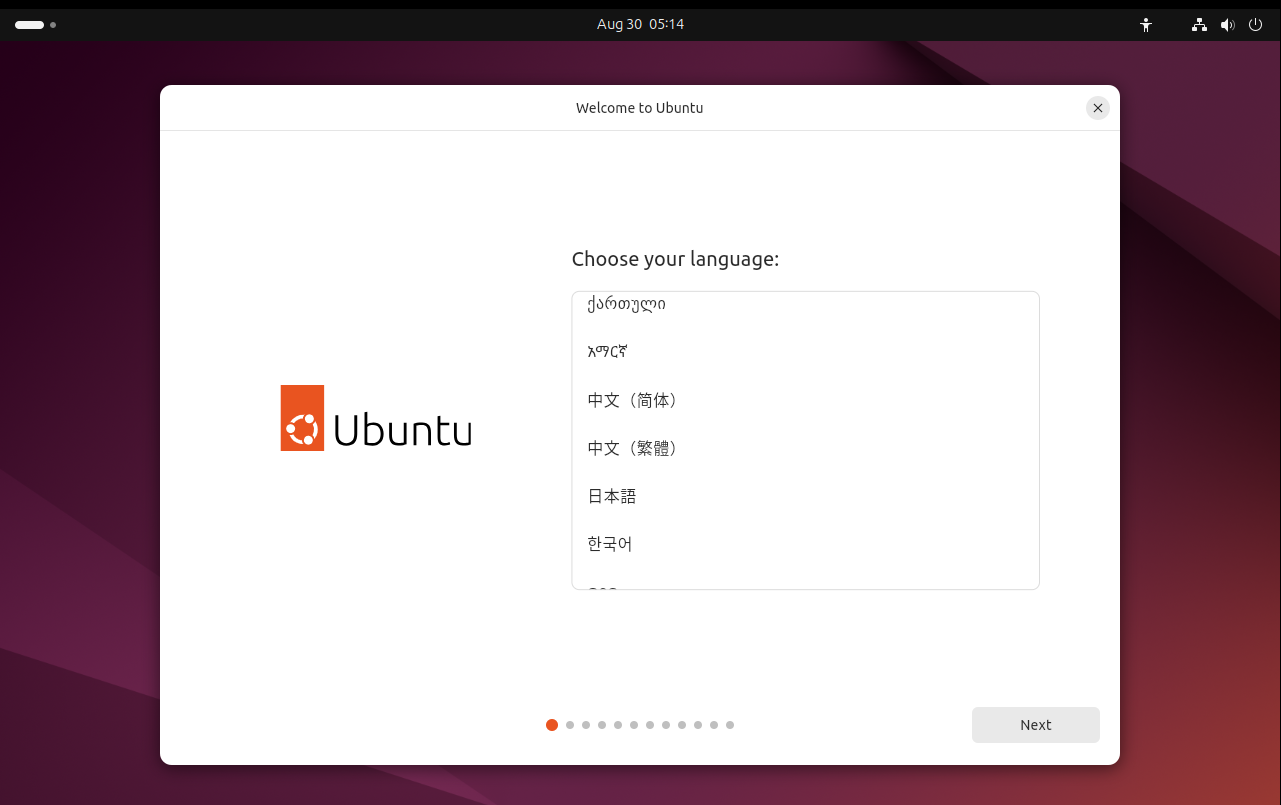 Aug 30 05:14
Welcome to Ubuntu
Choose your language:
ქართული
አማርኛ
中文（简体）
中文（繁體）
日本語
한국어
Ubuntu
Next